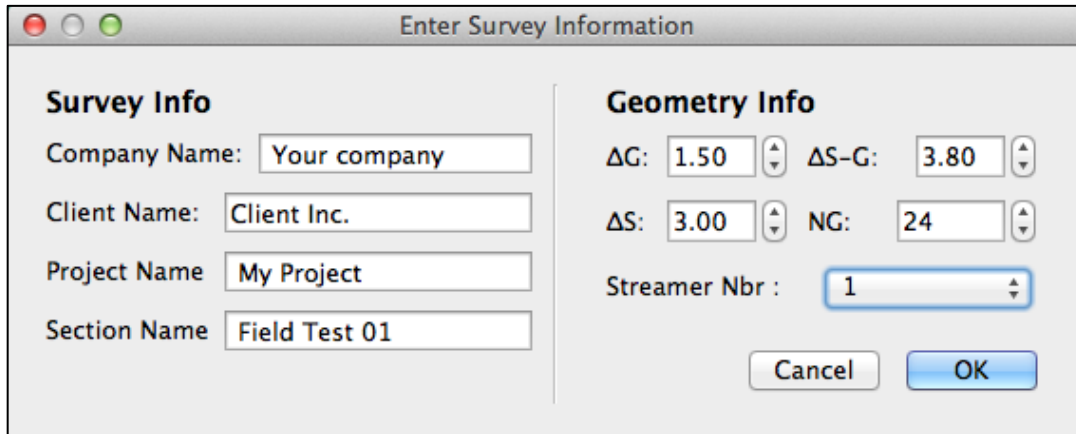 Enter Survey Information
Survey Info
Company Name: Your company
Client Name: Client Inc.
Project Name My Project
Section Name Field Test 01
Geometry Info
ΔG: 1.50 ΔS-G: 3.80
ΔS: 3.00 NG: 24
Streamer Nbr : 1
Cancel OK